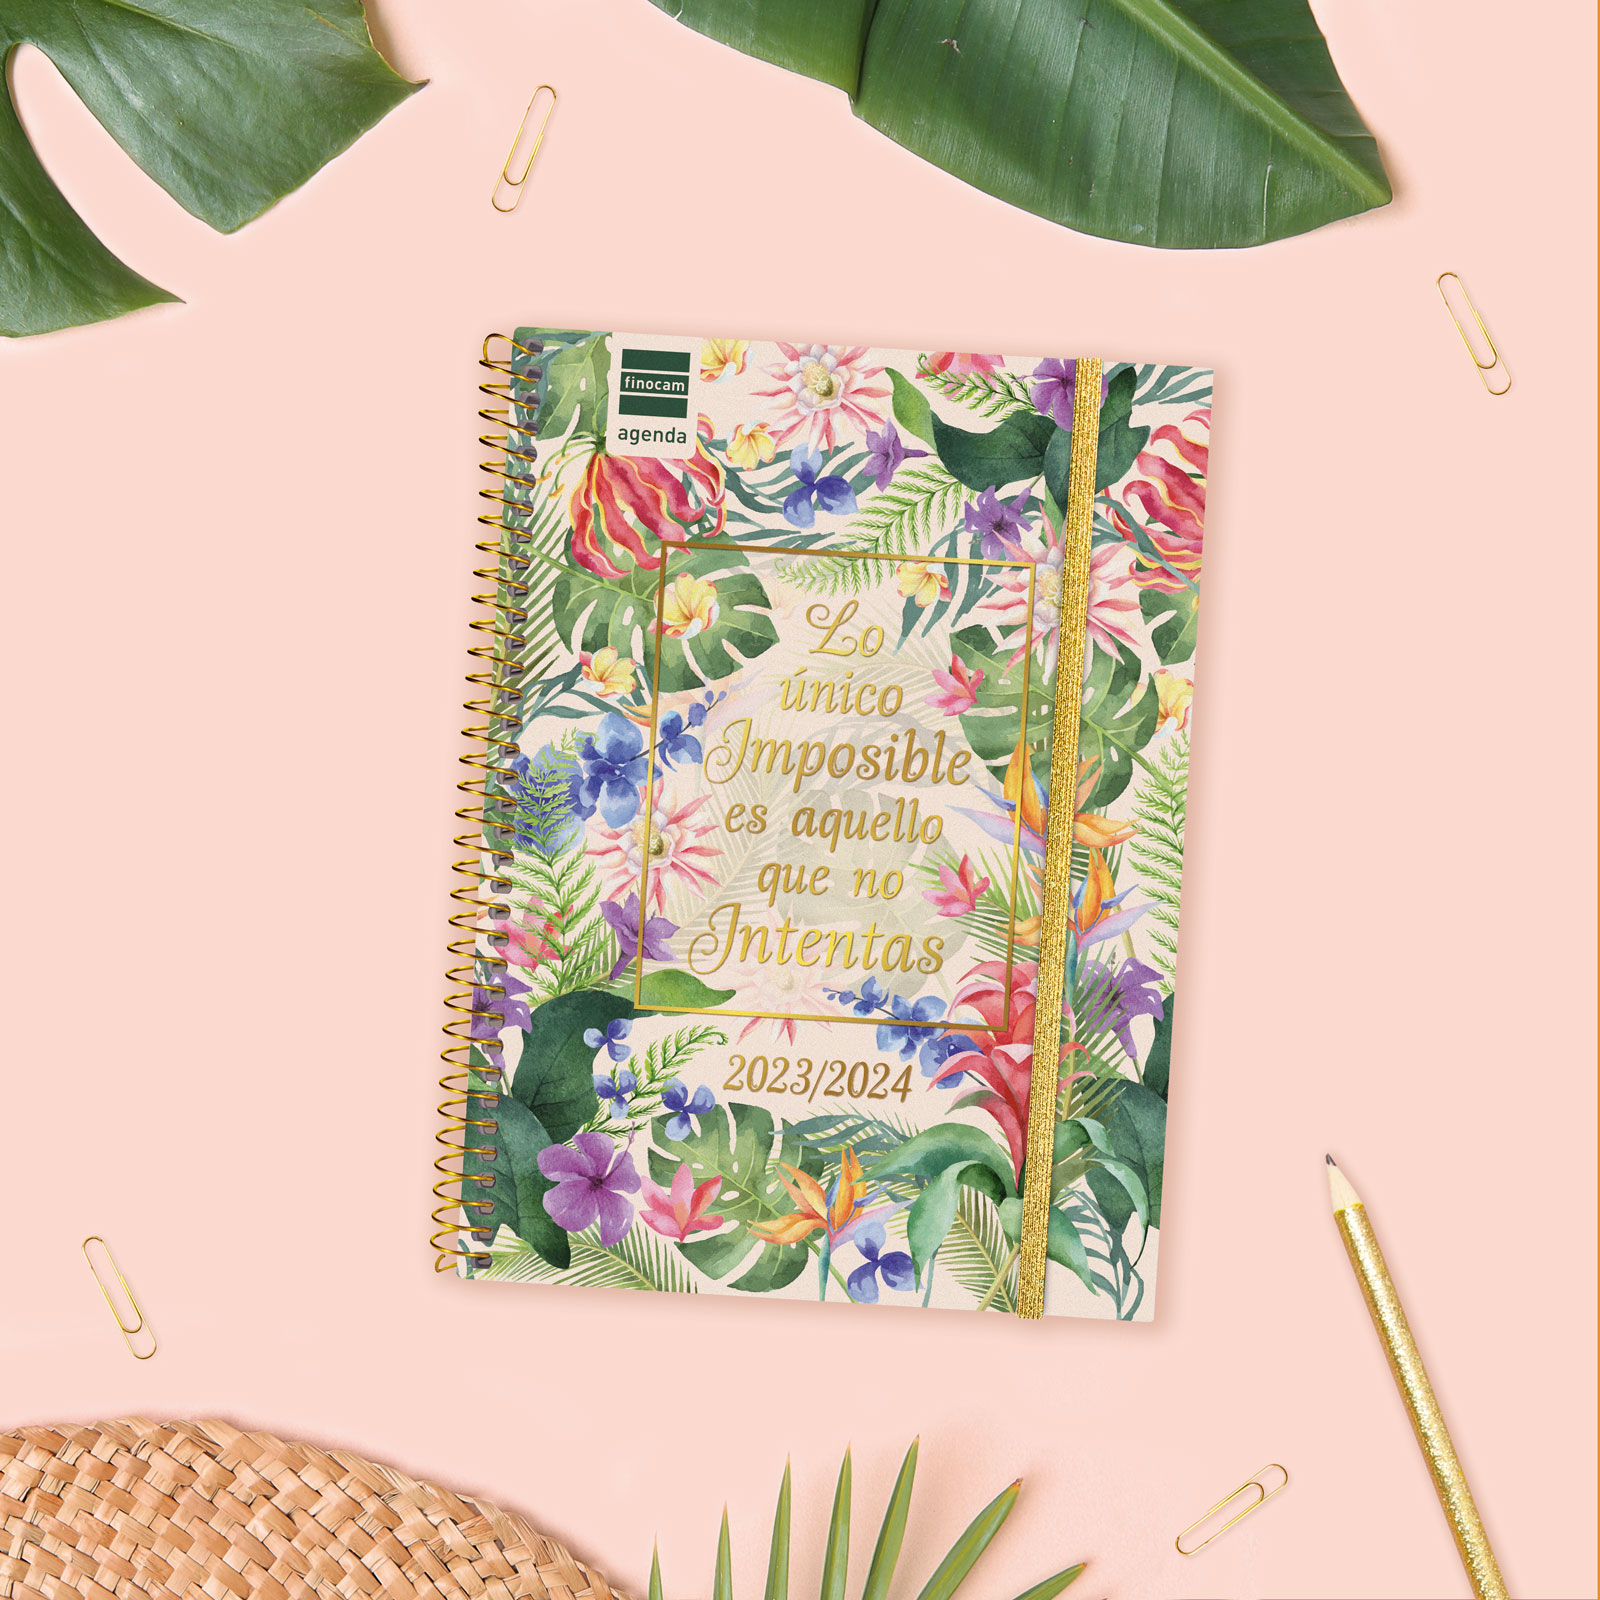 finocam
agenda
Lo
único
Imposible
es aquello
que no
Intentas
2023/2024